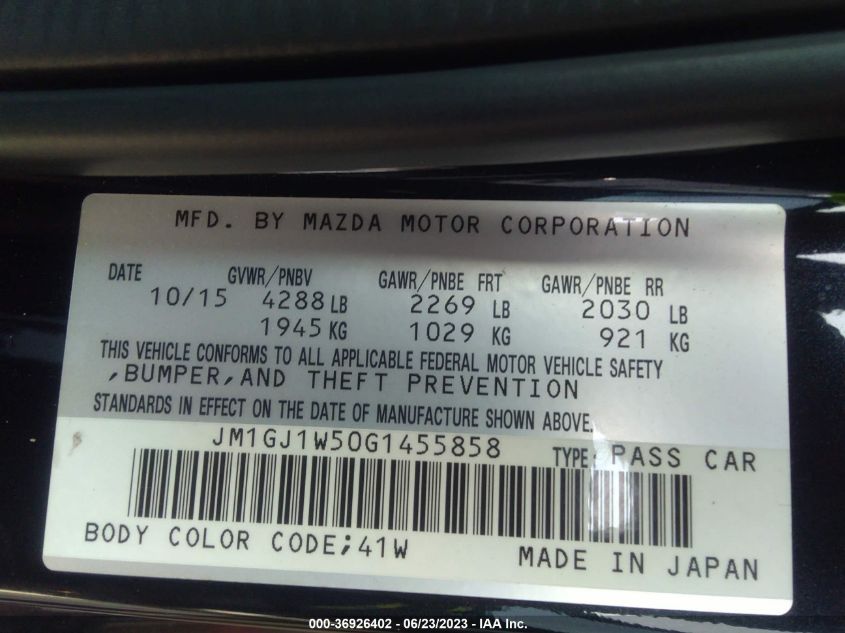 MFD. BY MAZDA MOTOR CORPORATION
DATE GVWR/PNBV GAWR/PNBE FRT GAWR/PNBE RR
10/15 4288 LB 2269 LB 2030 LB
1945 KG 1029 KG 921 KG
THIS VEHICLE CONFORMS TO ALL APPLICABLE FEDERAL MOTOR VEHICLE SAFETY
,BUMPER,AND THEFT PREVENTION
STANDARDS IN EFFECT ON THE DATE OF MANUFACTURE SHOWN ABOVE.
JM1GJ1W50G1455858 TYPE PASS CAR
BODY COLOR CODE;41W MADE IN JAPAN
000-36926402 - 06/23/2023 - IAA Inc.